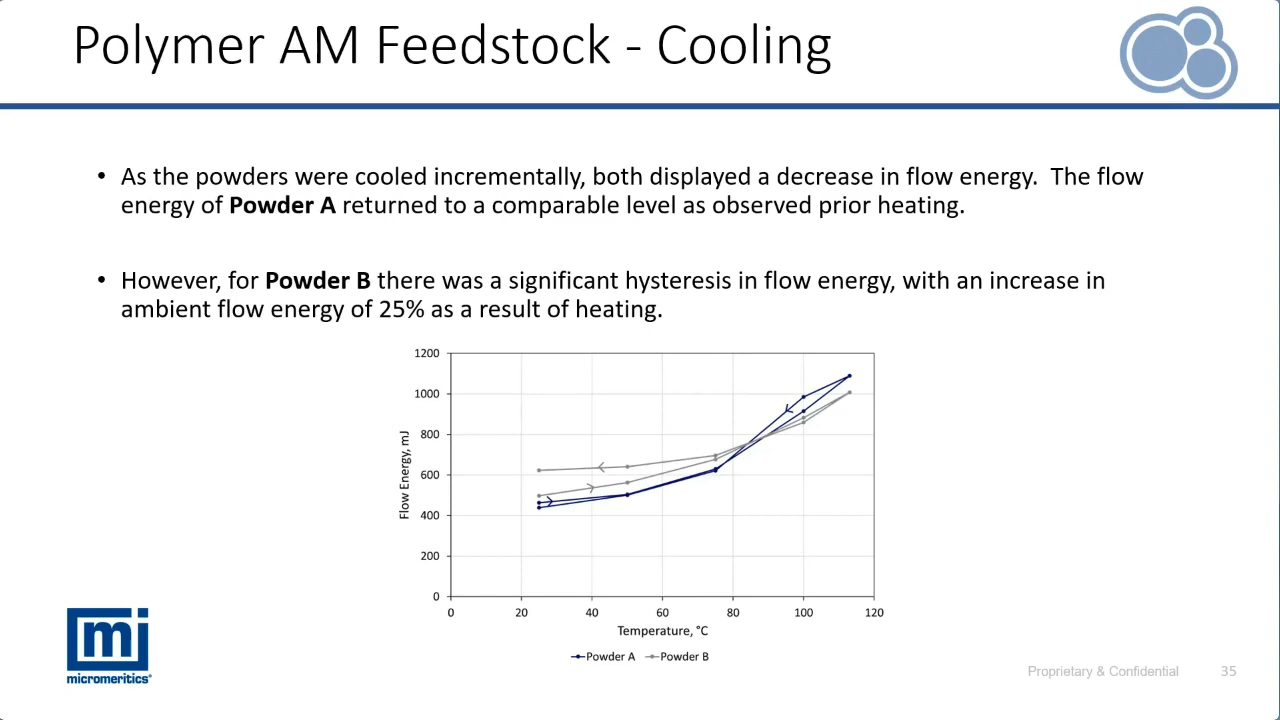 Polymer AM Feedstock - Cooling
• As the powders were cooled incrementally, both displayed a decrease in flow energy.  The flow
energy of Powder A returned to a comparable level as observed prior heating.
• However, for Powder B there was a significant hysteresis in flow energy, with an increase in
ambient flow energy of 25% as a result of heating.
1200
1000
800
600
400
200
0
Flow Energy, mJ
0 20 40 60 80 100 120
Temperature, °C
Powder A Powder B
mi
micromeritics®
Proprietary & Confidential 35